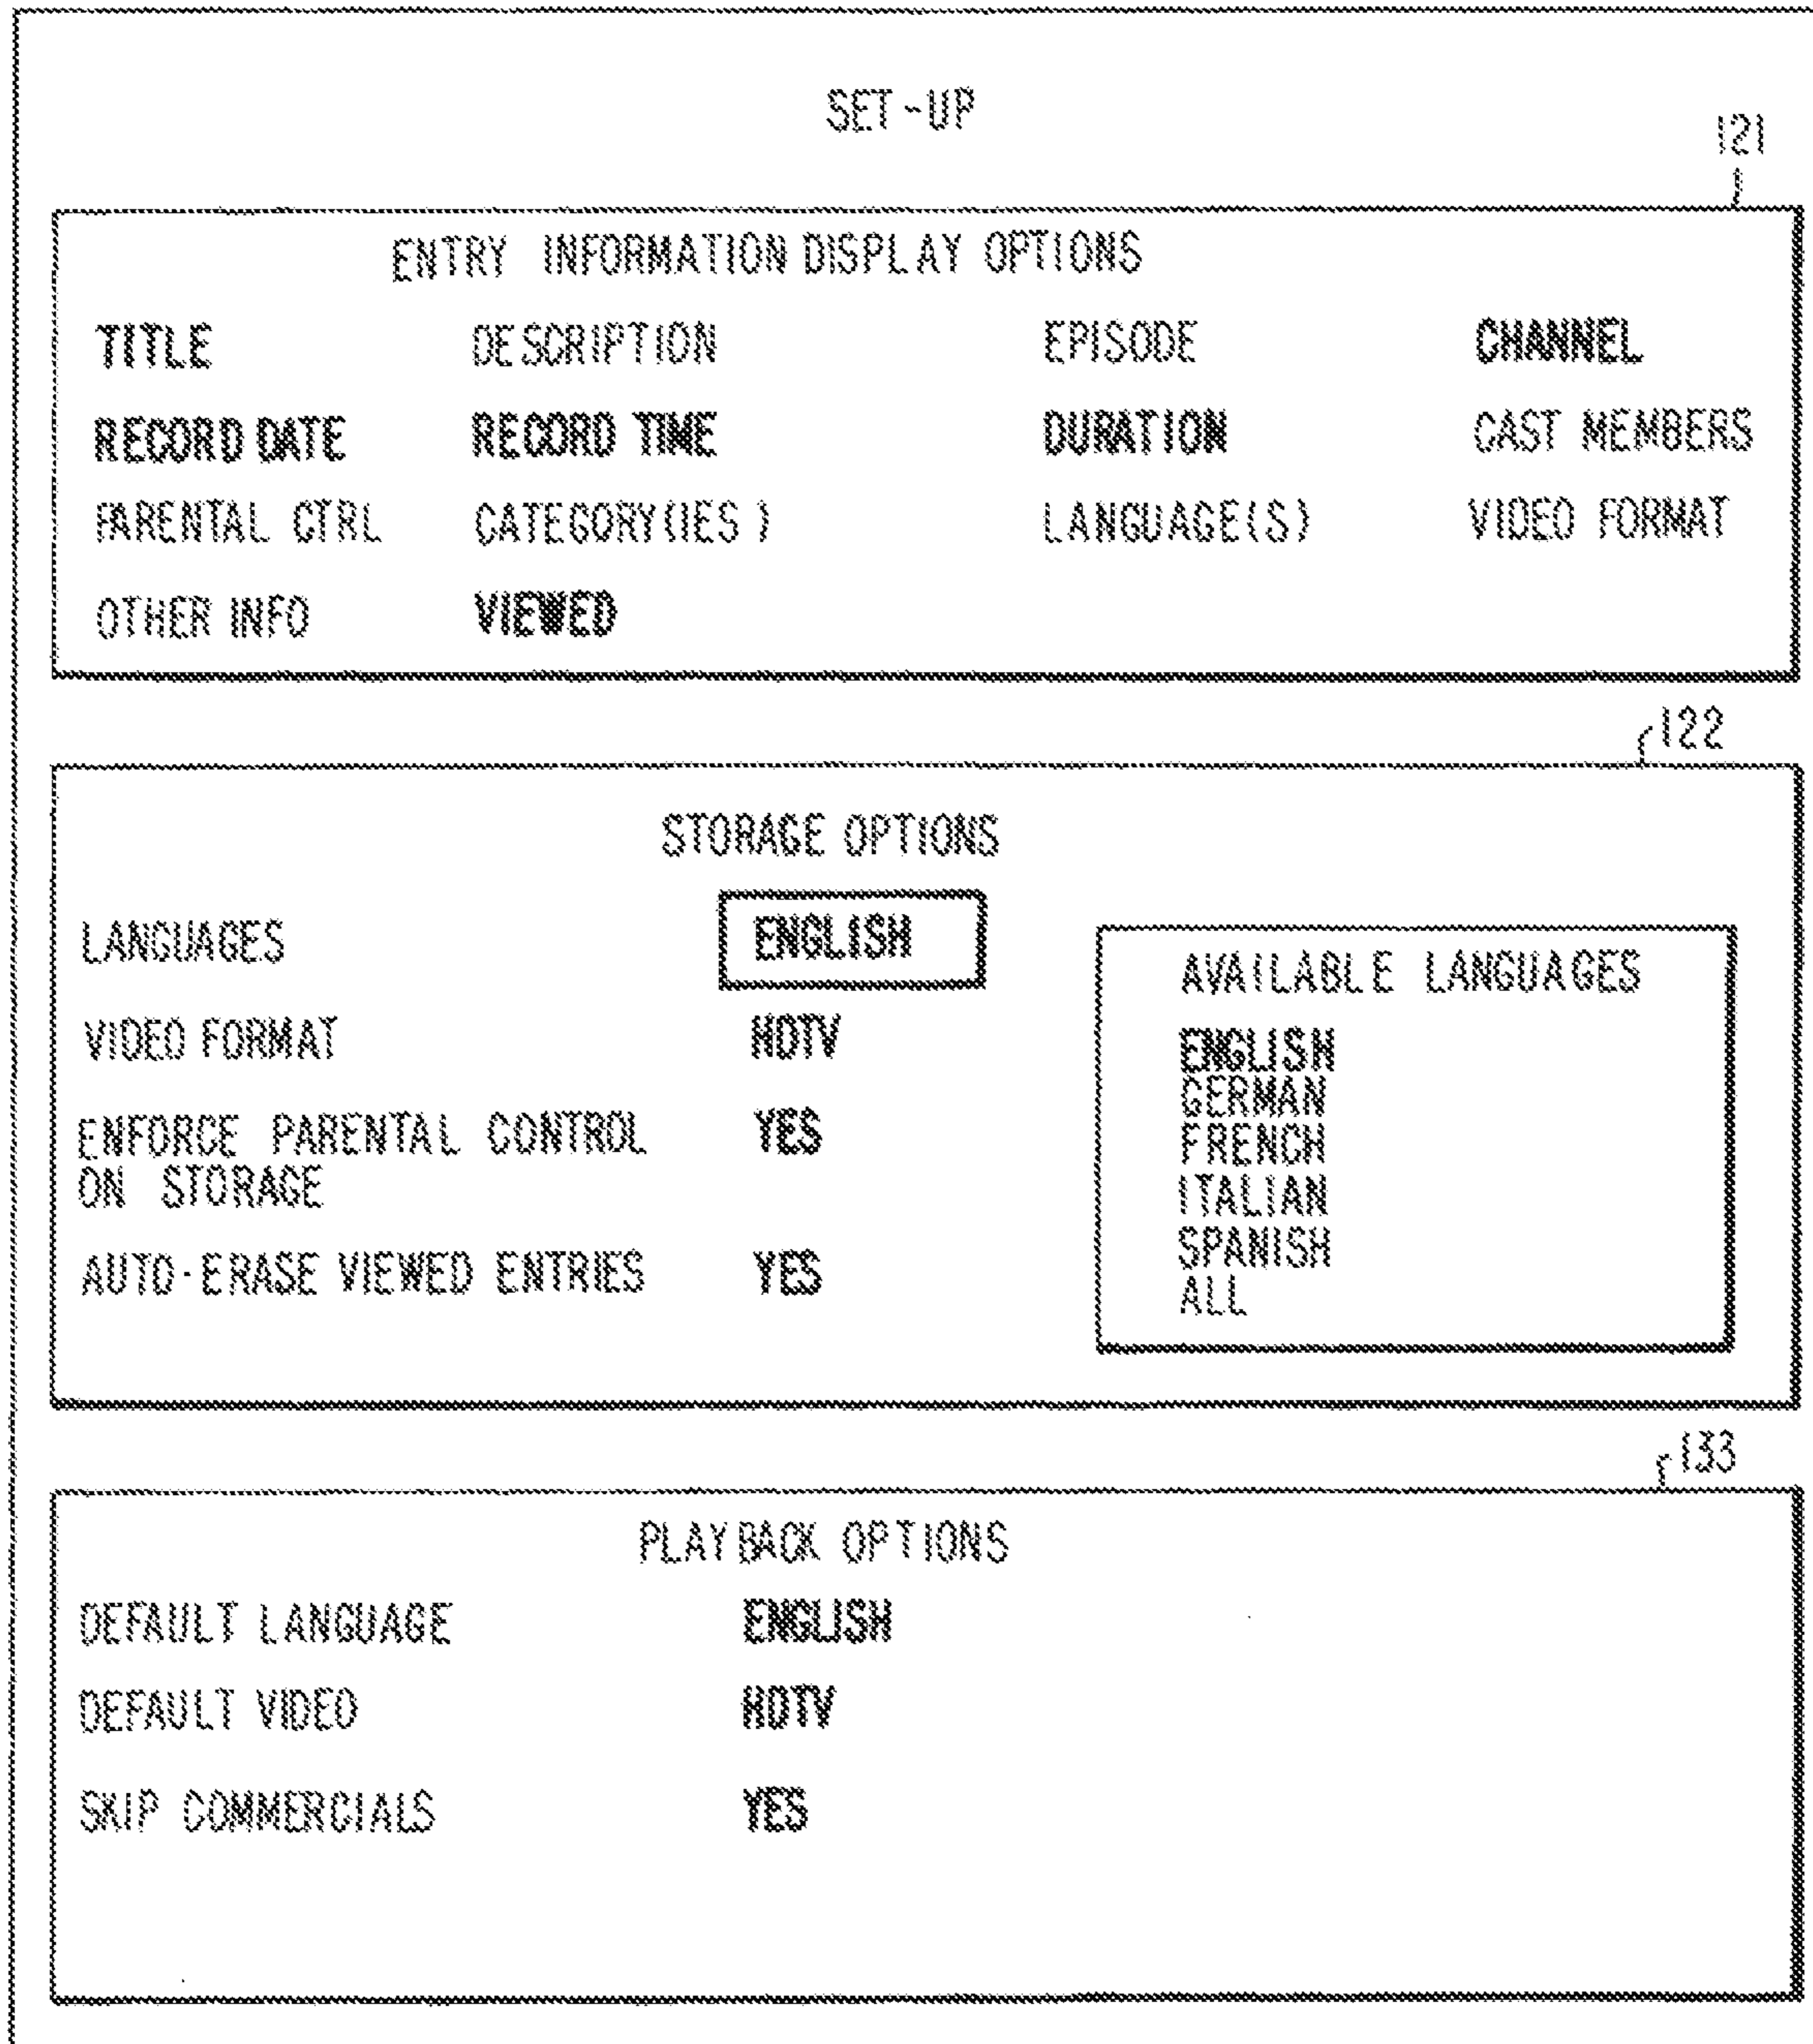 SET-UP
121
ENTRY INFORMATION DISPLAY OPTIONS
TITLE DESCRIPTION EPISODE CHANNEL
RECORD DATE RECORD TIME DURATION CAST MEMBERS
PARENTAL CTRL CATEGORY(IES) LANGUAGE(S) VIDEO FORMAT
OTHER INFO VIEWED
122
STORAGE OPTIONS
LANGUAGES ENGLISH
VIDEO FORMAT HDTV
ENFORCE PARENTAL CONTROL YES
ON STORAGE
AUTO-ERASE VIEWED ENTRIES YES
AVAILABLE LANGUAGES
ENGLISH
GERMAN
FRENCH
ITALIAN
SPANISH
ALL
133
PLAYBACK OPTIONS
DEFAULT LANGUAGE ENGLISH
DEFAULT VIDEO HDTV
SKIP COMMERCIALS YES